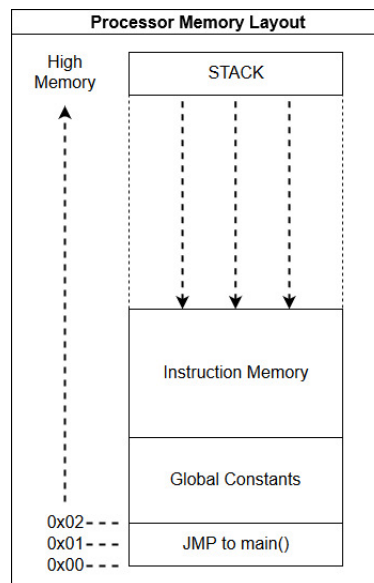 Processor Memory Layout
High
Memory
STACK
Instruction Memory
Global Constants
0x02
0x01
JMP to main()
0x00